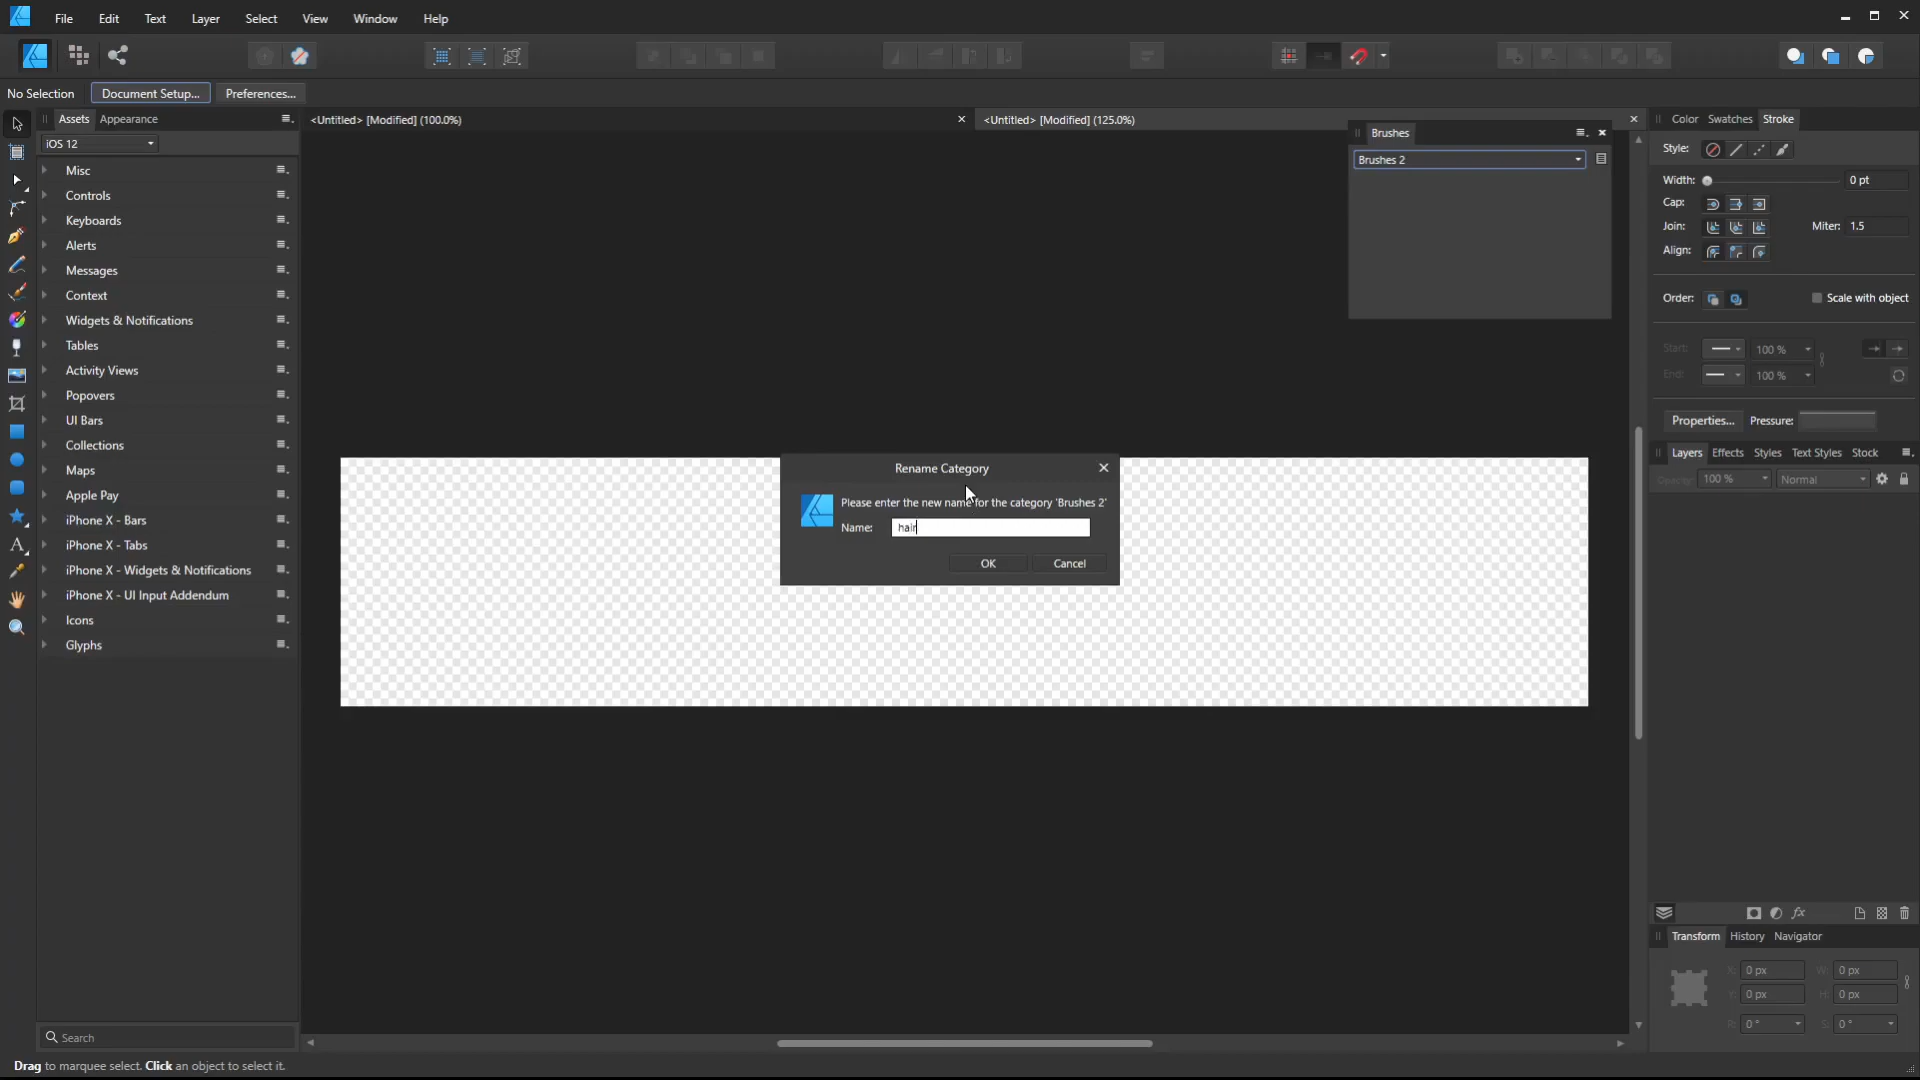 File Edit Text Layer Select View Window Help
No Selection Document Setup... Preferences...
Assets Appearance
iOS 12
Misc
Controls
Keyboards
Alerts
Messages
Context
Widgets & Notifications
Tables
Activity Views
Popovers
UI Bars
Collections
Maps
Apple Pay
iPhone X - Bars
iPhone X - Tabs
iPhone X - Widgets & Notifications
iPhone X - UI Input Addendum
Icons
Glyphs
Search
<Untitled> [Modified] (100.0%)
<Untitled> [Modified] (125.0%)
Brushes
Brushes 2
Rename Category
Please enter the new name for the category 'Brushes 2'
Name: hair
OK Cancel
Color Swatches Stroke
Style:
Width: 0 pt
Cap:
Join: Miter: 1.5
Align:
Order: Scale with object
Start: 100 %
End: 100 %
Properties... Pressure:
Layers Effects Styles Text Styles Stock
Opacity: 100 % Normal
Transform History Navigator
X: 0 px W: 0 px
Y: 0 px H: 0 px
R: 0 ° S: 0 °
Drag to marquee select. Click an object to select it.